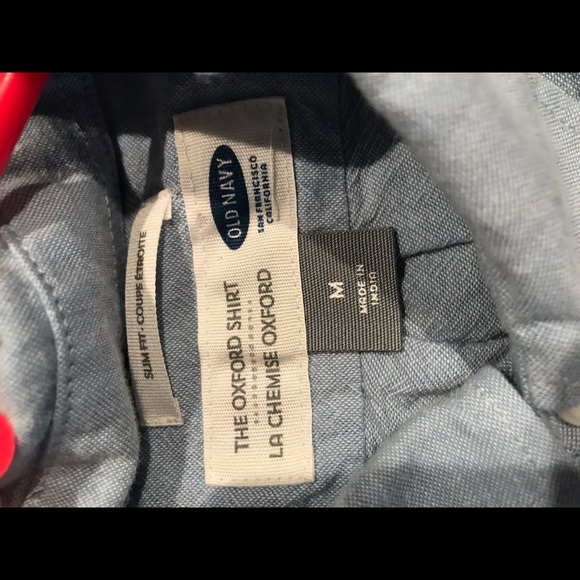 OLD NAVY
SAN FRANCISCO
CALIFORNIA
THE OXFORD SHIRT
LA CHEMISE OXFORD
SLIM FIT - COUPE ÉTROITE
M
MADE IN
INDIA